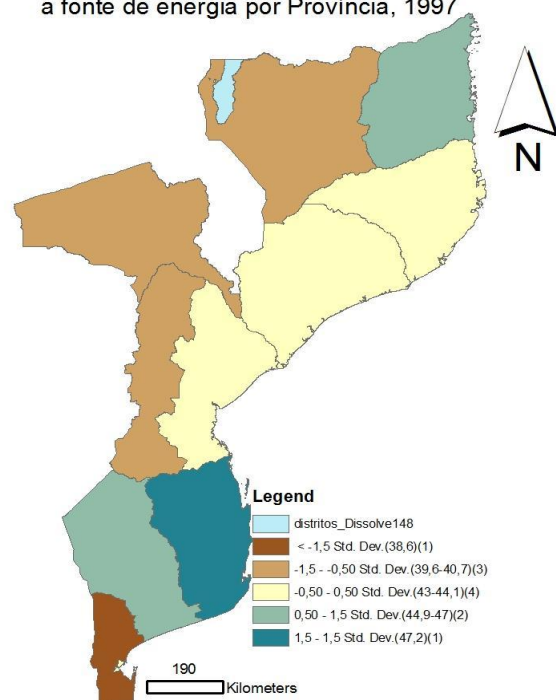 a fonte de energia por Província, 1997
N
Legend
distritos_Dissolve148
< -1,5 Std. Dev.(38,6)(1)
-1,5 - -0,50 Std. Dev.(39,6-40,7)(3)
-0,50 - 0,50 Std. Dev.(43-44,1)(4)
0,50 - 1,5 Std. Dev.(44,9-47)(2)
1,5 - 1,5 Std. Dev.(47,2)(1)
190
Kilometers